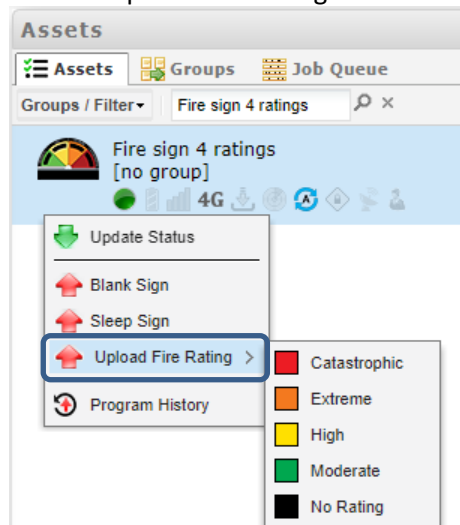 Assets
Assets Groups Job Queue
Groups / Filter Fire sign 4 ratings
Fire sign 4 ratings
[no group]
4G
Update Status
Blank Sign
Sleep Sign
Upload Fire Rating >
Program History
Catastrophic
Extreme
High
Moderate
No Rating